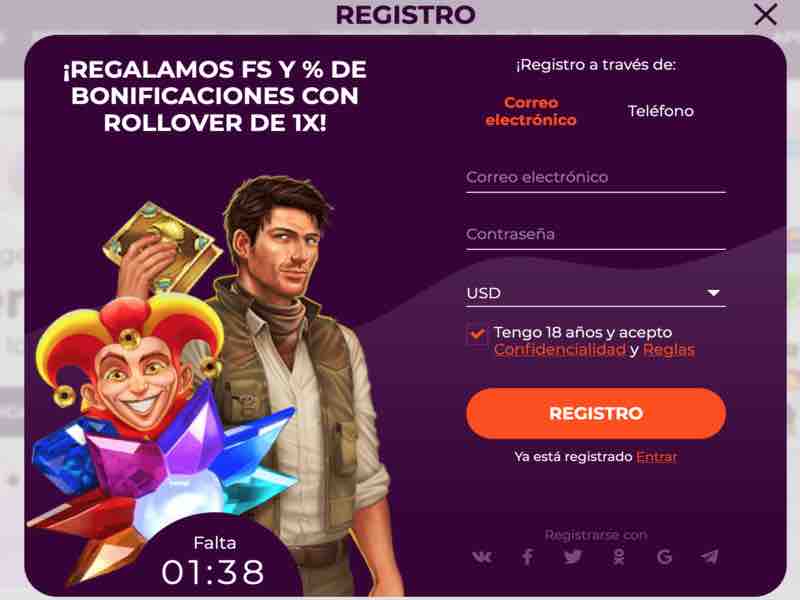 REGISTRO
¡REGALAMOS FS Y % DE
BONIFICACIONES CON
ROLLOVER DE 1X!
¡Registro a través de:
Correo
electrónico
Teléfono
Correo electrónico
Contraseña
USD
Tengo 18 años y acepto
Confidencialidad y Reglas
REGISTRO
Ya está registrado Entrar
Registrarse con
Falta
01:38